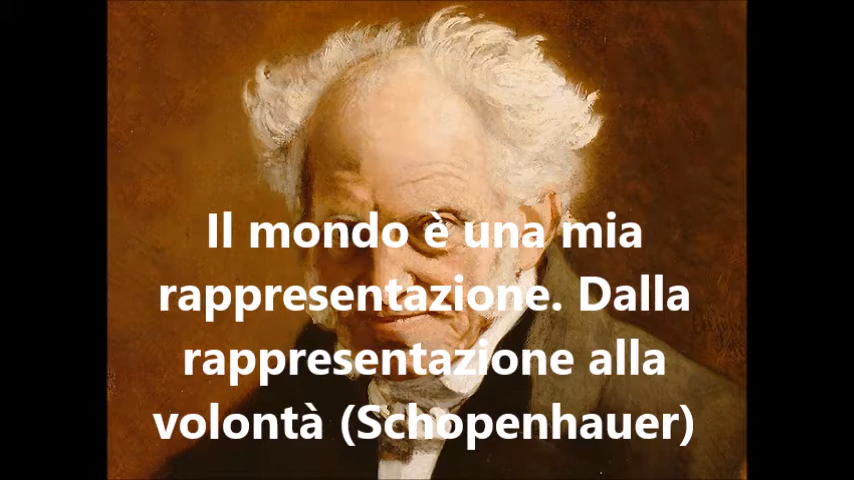 Il mondo è una mia
rappresentazione. Dalla
rappresentazione alla
volontà (Schopenhauer)